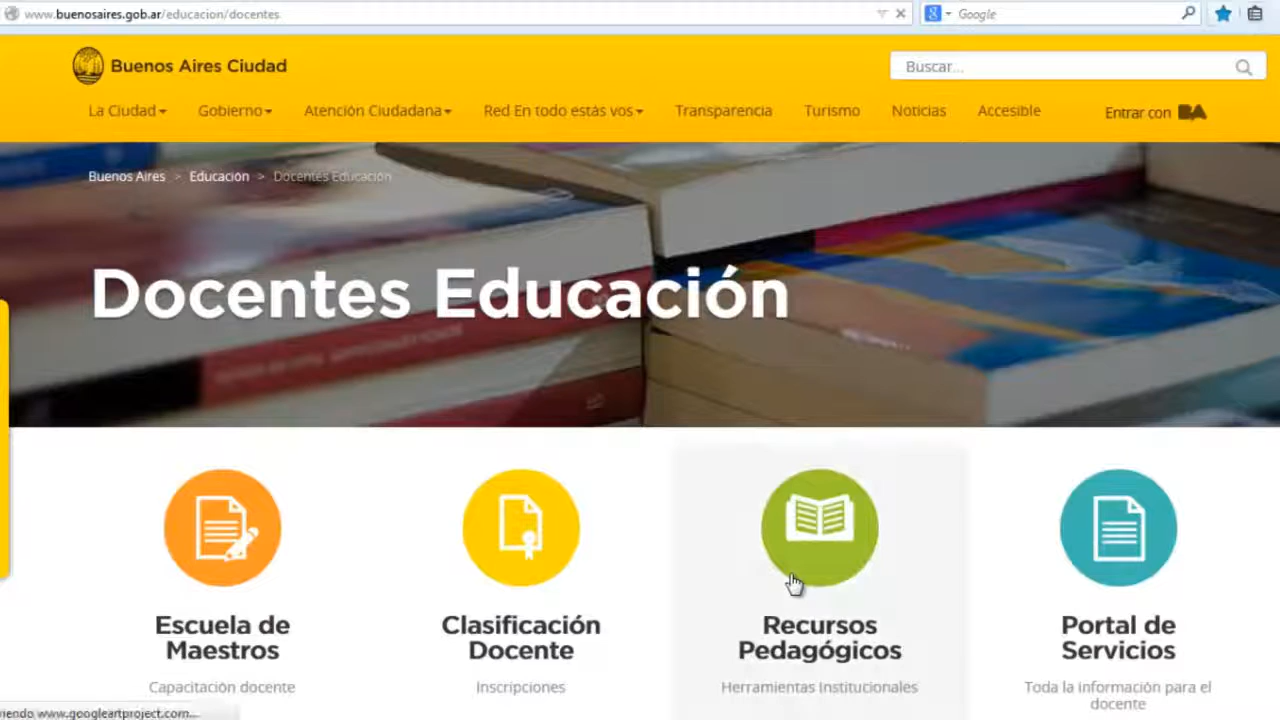 www.buenosaires.gob.ar/educacion/docentes
Google
Buenos Aires Ciudad
Buscar...
La Ciudad Gobierno Atención Ciudadana Red En todo estás vos Transparencia Turismo Noticias Accesible Entrar con BA
Buenos Aires > Educación > Docentes Educación
Docentes Educación
Escuela de
Maestros
Capacitación docente
Clasificación
Docente
Inscripciones
Recursos
Pedagógicos
Herramientas Institucionales
Portal de
Servicios
Toda la información para el
docente
iendo www.googleartproject.com...